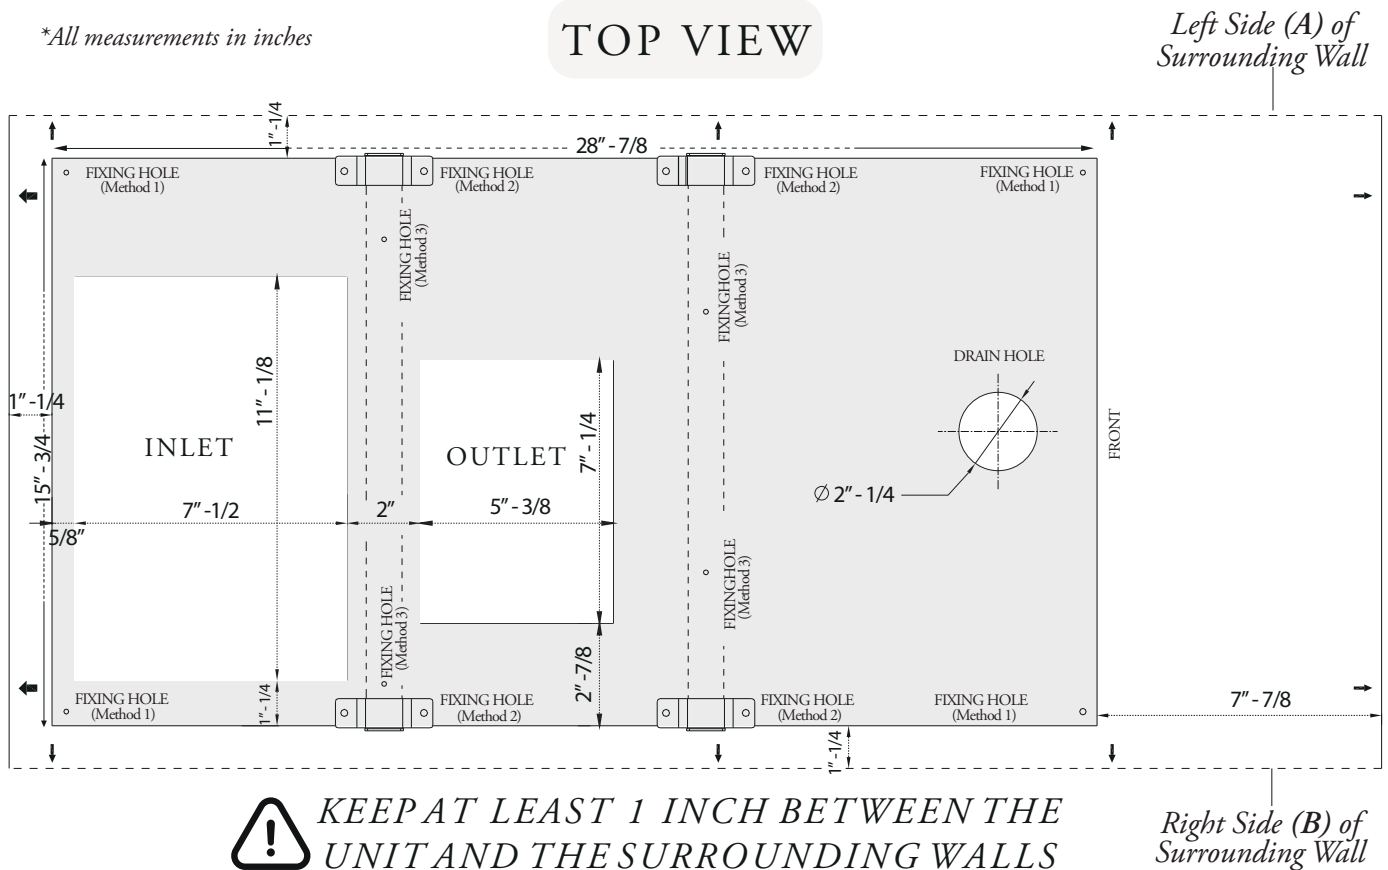 *All measurements in inches
TOP VIEW
Left Side (A) of
Surrounding Wall
1” -1/4
28” - 7/8
FIXING HOLE
(Method 1)
FIXING HOLE
(Method 2)
FIXING HOLE
(Method 2)
FIXING HOLE
(Method 1)
FIXING HOLE
(Method 3)
FIXINGHOLE
(Method 3)
DRAIN HOLE
11” - 1/8
1” -1/4
15” - 3/4
INLET
OUTLET
7” - 1/4
FRONT
Ø 2” - 1/4
7” -1/2
2”
5” - 3/8
5/8”
FIXING HOLE
(Method 3)
FIXINGHOLE
(Method 3)
2” -7/8
1” - 1/4
FIXING HOLE
(Method 1)
FIXING HOLE
(Method 2)
FIXING HOLE
(Method 2)
FIXING HOLE
(Method 1)
7” - 7/8
1” -1/4
KEEP AT LEAST 1 INCH BETWEEN THE
UNIT AND THE SURROUNDING WALLS
Right Side (B) of
Surrounding Wall